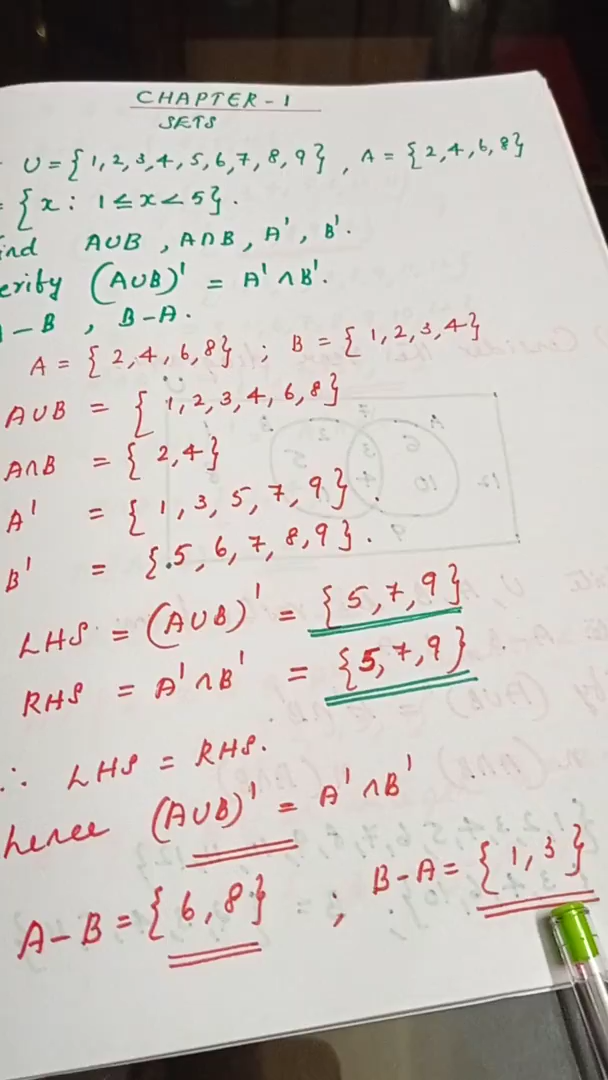 CHAPTER - 1
SETS
U = {1, 2, 3, 4, 5, 6, 7, 8, 9} , A = {2, 4, 6, 8}
= {x : 1 ≤ x < 5}.
ind A∪B , A∩B , A' , B'.
erify (A∪B)' = A' ∩ B'.
A - B , B - A.
A = {2, 4, 6, 8} ; B = {1, 2, 3, 4}
A∪B = {1, 2, 3, 4, 6, 8}
A∩B = {2, 4}
A' = {1, 3, 5, 7, 9}.
B' = {5, 6, 7, 8, 9}.
LHS = (A∪B)' = {5, 7, 9}
RHS = A' ∩ B' = {5, 7, 9}
∴ LHS = RHS.
hence (A∪B)' = A' ∩ B'
A - B = {6, 8} ; B - A = {1, 3}